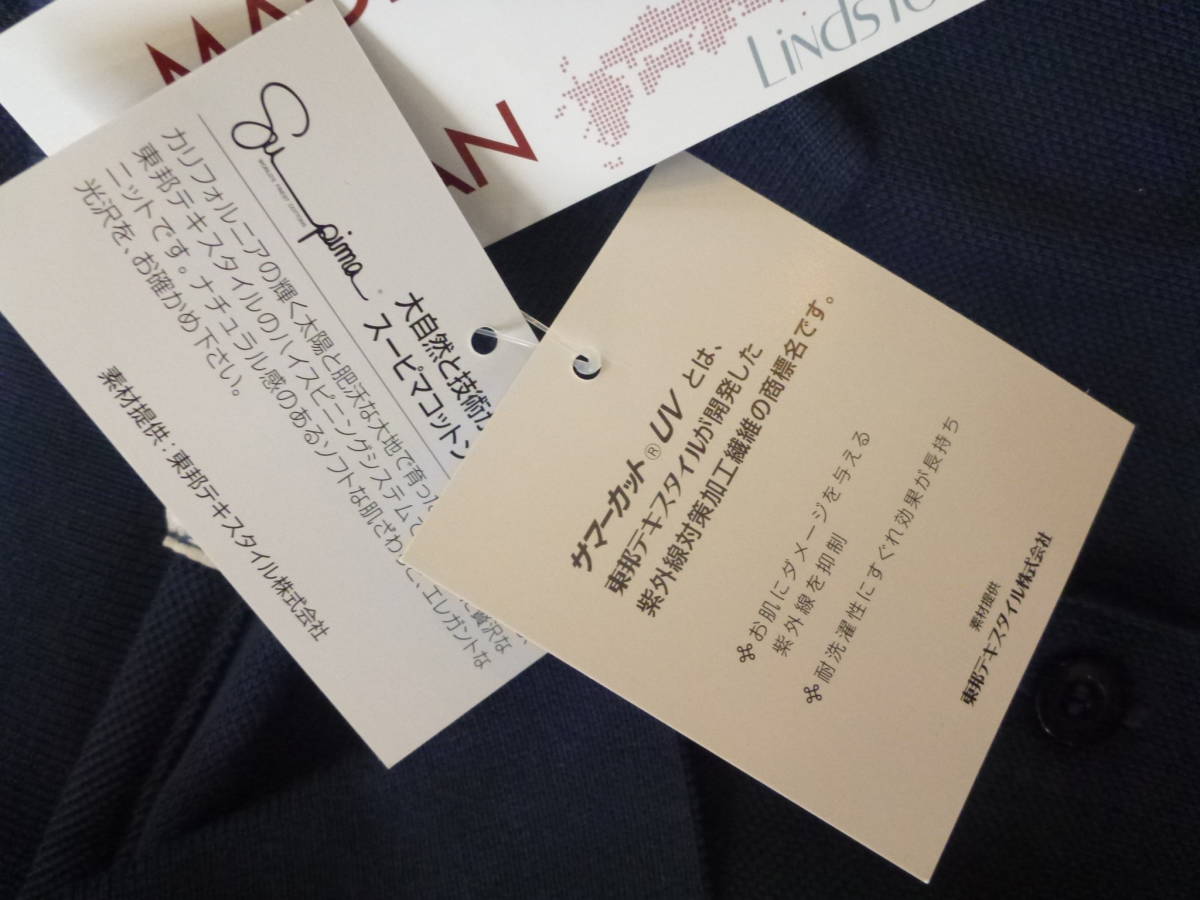 LiNdS
Supima
WORLD'S FINEST COTTONS
®
大自然と技術が
スーピマコットン
カリフォルニアの輝く太陽と肥沃な大地で育った
東邦テキスタイルのハイスピニングシステムで
ニットです。ナチュラル感のあるソフトな肌ざわ
贅沢な
と、エレガントな
光沢を、お確かめ下さい。
素材提供：東邦テキスタイル株式会社
サマーカット®UVとは、
東邦テキスタイルが開発した
紫外線対策加工繊維の商標名です。
お肌にダメージを与える
紫外線を抑制
耐洗濯性にすぐれ効果が長持ち
素材提供
東邦テキスタイル株式会社